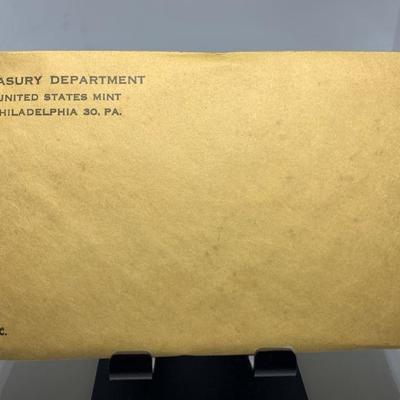 ASURY DEPARTMENT
UNITED STATES MINT
HILADELPHIA 30, PA.
c.